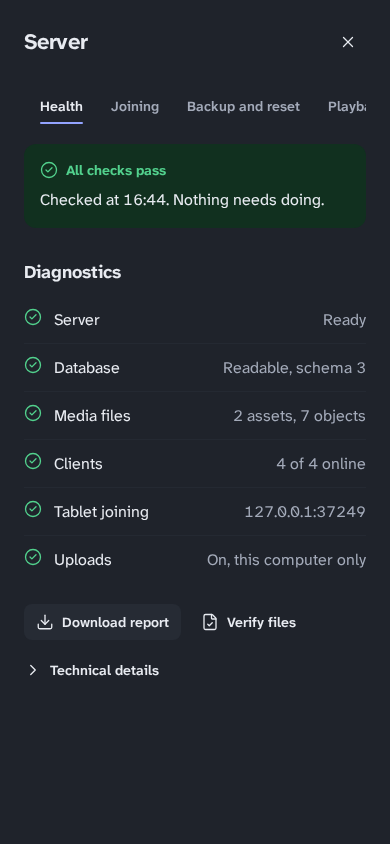 Server
Health Joining Backup and reset Playba
All checks pass
Checked at 16:44. Nothing needs doing.
Diagnostics
Server Ready
Database Readable, schema 3
Media files 2 assets, 7 objects
Clients 4 of 4 online
Tablet joining 127.0.0.1:37249
Uploads On, this computer only
Download report Verify files
Technical details